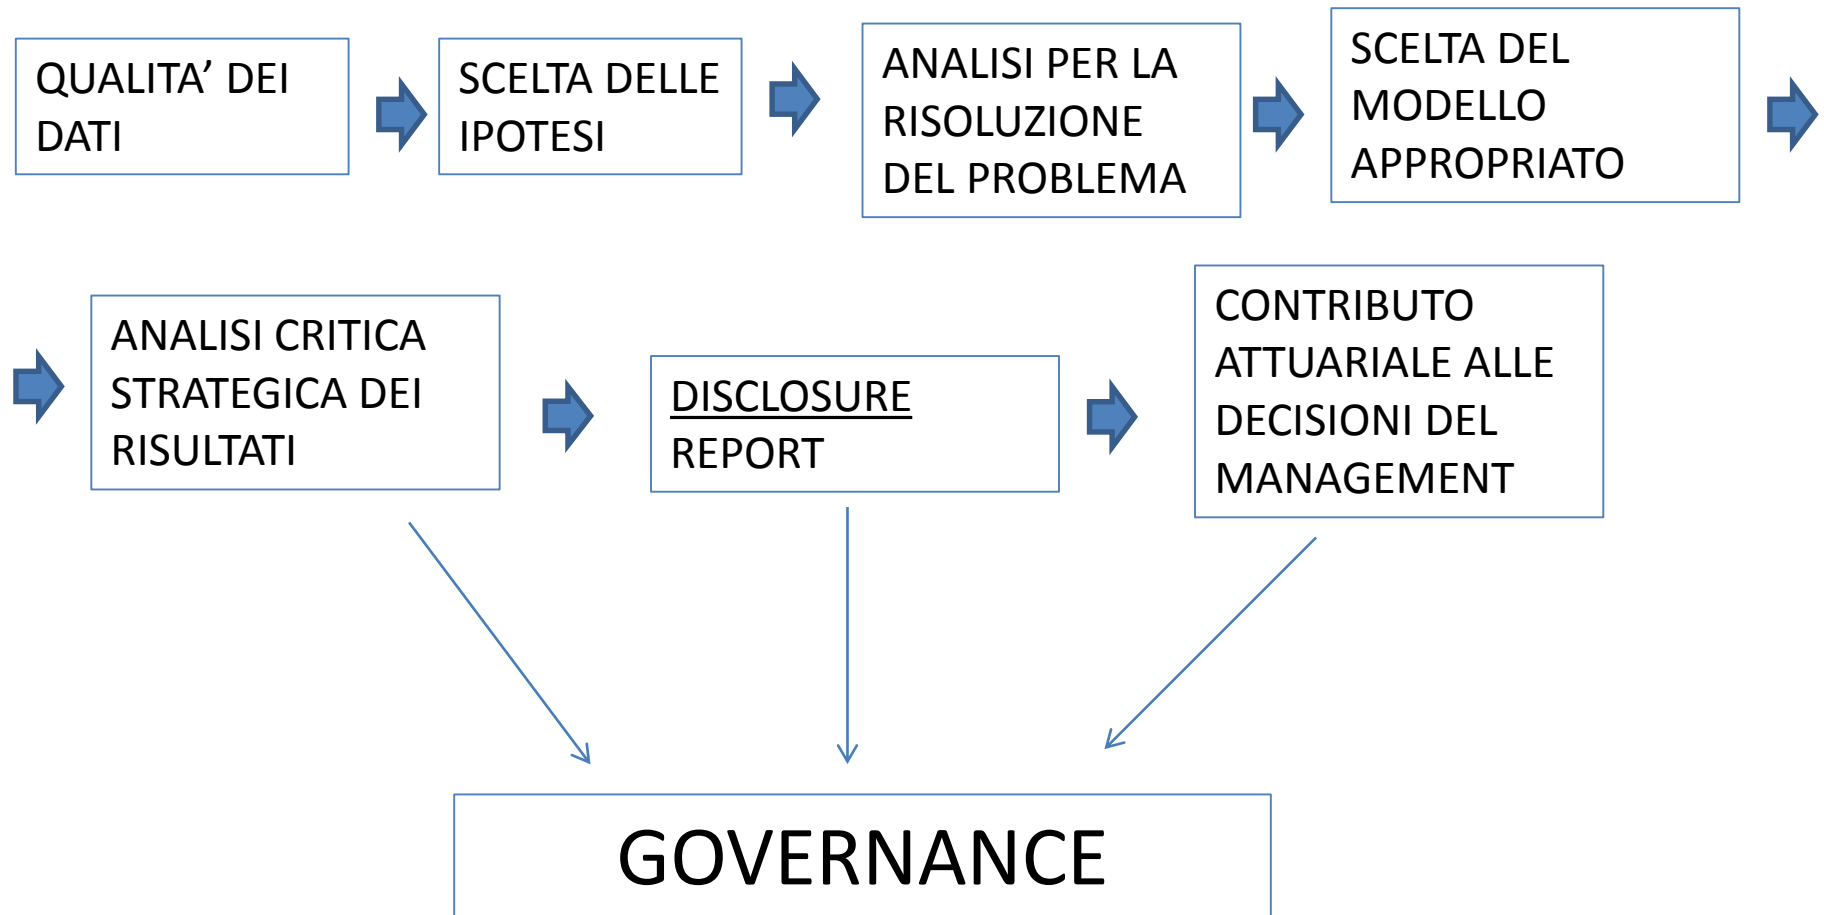 QUALITA’ DEI
DATI
SCELTA DELLE
IPOTESI
ANALISI PER LA
RISOLUZIONE
DEL PROBLEMA
SCELTA DEL
MODELLO
APPROPRIATO
ANALISI CRITICA
STRATEGICA DEI
RISULTATI
DISCLOSURE
REPORT
CONTRIBUTO
ATTUARIALE ALLE
DECISIONI DEL
MANAGEMENT
GOVERNANCE